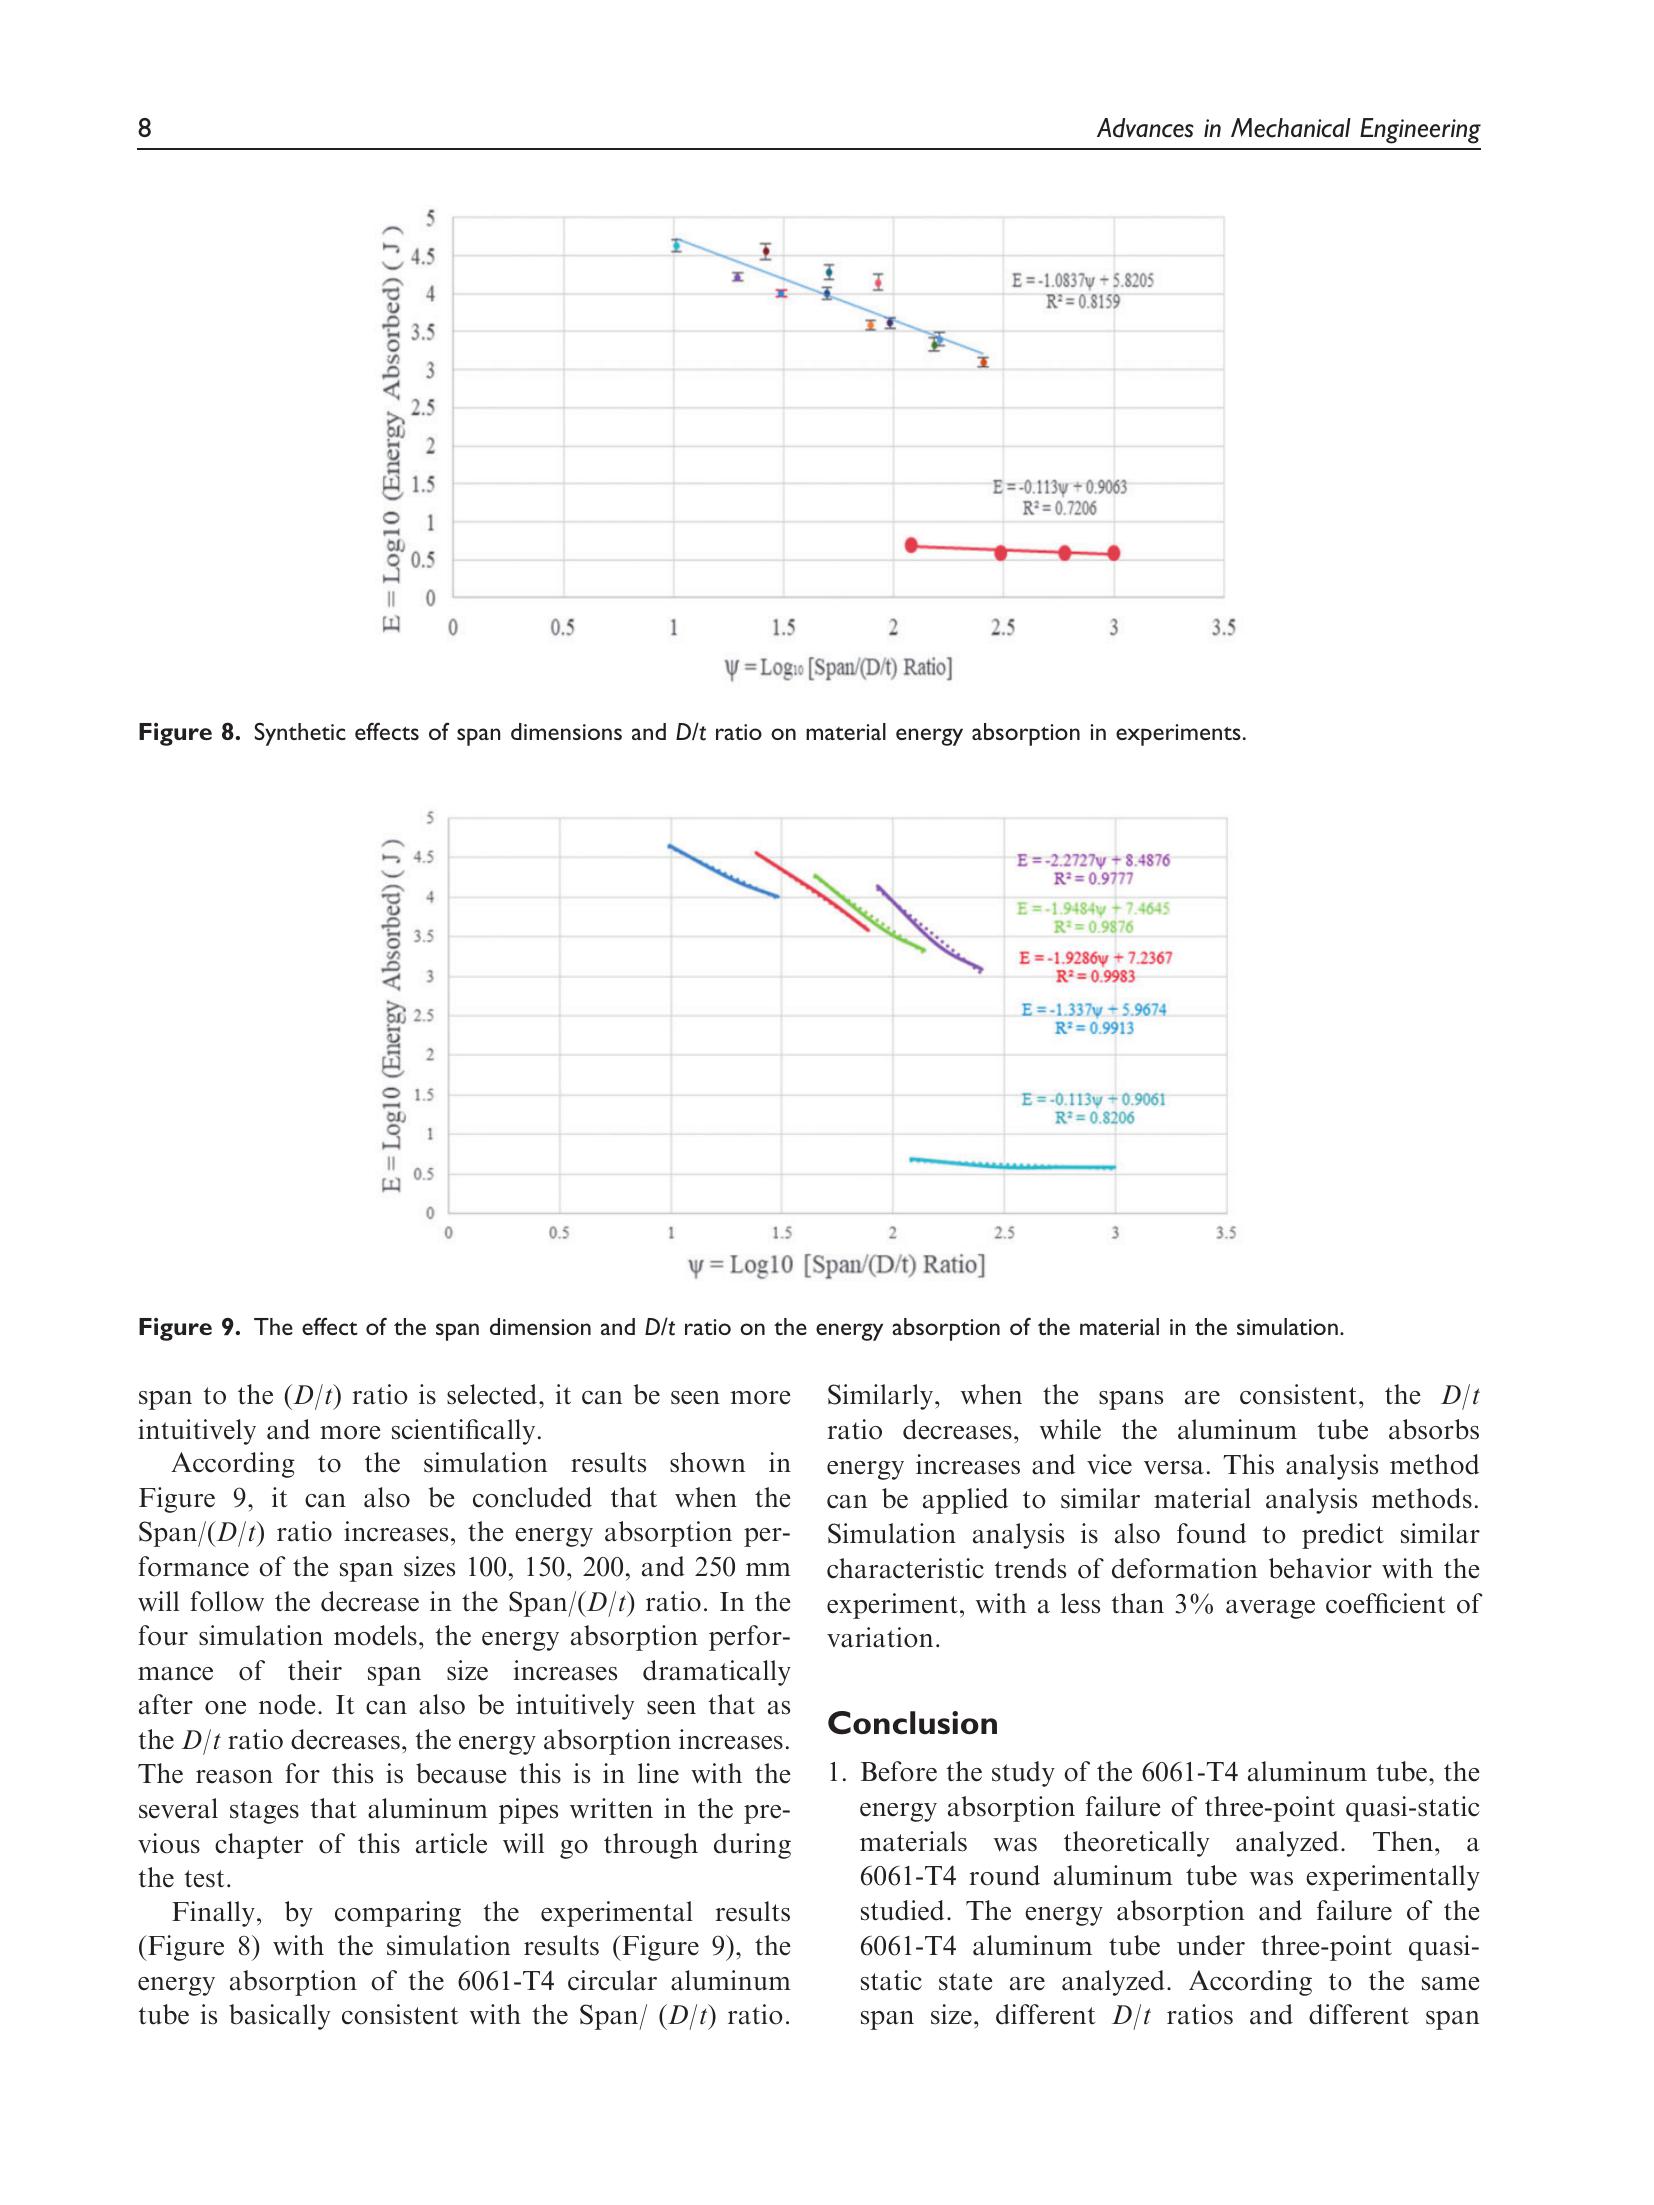 8
Advances in Mechanical Engineering
E = Log10 (Energy Absorbed) ( J )
5
4.5
4
3.5
3
2.5
2
1.5
1
0.5
0
E = -1.0837ψ + 5.8205
R² = 0.8159
E = -0.113ψ + 0.9063
R² = 0.7206
0 0.5 1 1.5 2 2.5 3 3.5
ψ = Log₁₀ [Span/(D/t) Ratio]
Figure 8. Synthetic effects of span dimensions and D/t ratio on material energy absorption in experiments.
E = Log10 (Energy Absorbed) ( J )
5
4.5
4
3.5
3
2.5
2
1.5
1
0.5
0
E = -2.2727ψ + 8.4876
R² = 0.9777
E = -1.9484ψ + 7.4645
R² = 0.9876
E = -1.9286ψ + 7.2367
R² = 0.9983
E = -1.337ψ + 5.9674
R² = 0.9913
E = -0.113ψ + 0.9061
R² = 0.8206
0 0.5 1 1.5 2 2.5 3 3.5
ψ = Log10 [Span/(D/t) Ratio]
Figure 9. The effect of the span dimension and D/t ratio on the energy absorption of the material in the simulation.
span to the (D/t) ratio is selected, it can be seen more
intuitively and more scientifically.
According to the simulation results shown in
Figure 9, it can also be concluded that when the
Span/(D/t) ratio increases, the energy absorption per-
formance of the span sizes 100, 150, 200, and 250 mm
will follow the decrease in the Span/(D/t) ratio. In the
four simulation models, the energy absorption perfor-
mance of their span size increases dramatically
after one node. It can also be intuitively seen that as
the D/t ratio decreases, the energy absorption increases.
The reason for this is because this is in line with the
several stages that aluminum pipes written in the pre-
vious chapter of this article will go through during
the test.
Finally, by comparing the experimental results
(Figure 8) with the simulation results (Figure 9), the
energy absorption of the 6061-T4 circular aluminum
tube is basically consistent with the Span/ (D/t) ratio.
Similarly, when the spans are consistent, the D/t
ratio decreases, while the aluminum tube absorbs
energy increases and vice versa. This analysis method
can be applied to similar material analysis methods.
Simulation analysis is also found to predict similar
characteristic trends of deformation behavior with the
experiment, with a less than 3% average coefficient of
variation.
Conclusion
1. Before the study of the 6061-T4 aluminum tube, the
energy absorption failure of three-point quasi-static
materials was theoretically analyzed. Then, a
6061-T4 round aluminum tube was experimentally
studied. The energy absorption and failure of the
6061-T4 aluminum tube under three-point quasi-
static state are analyzed. According to the same
span size, different D/t ratios and different span